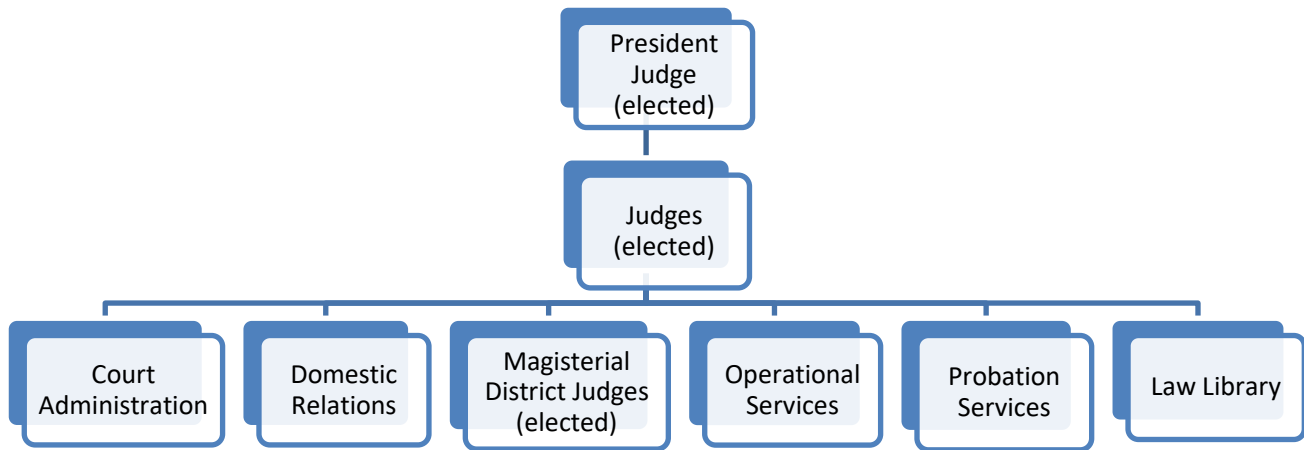 President
Judge
(elected)
Judges
(elected)
Court
Administration
Domestic
Relations
Magisterial
District Judges
(elected)
Operational
Services
Probation
Services
Law Library